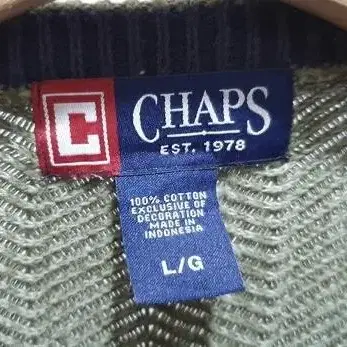 C CHAPS
EST. 1978
100% COTTON
EXCLUSIVE OF
DECORATION
MADE IN
INDONESIA
L/G